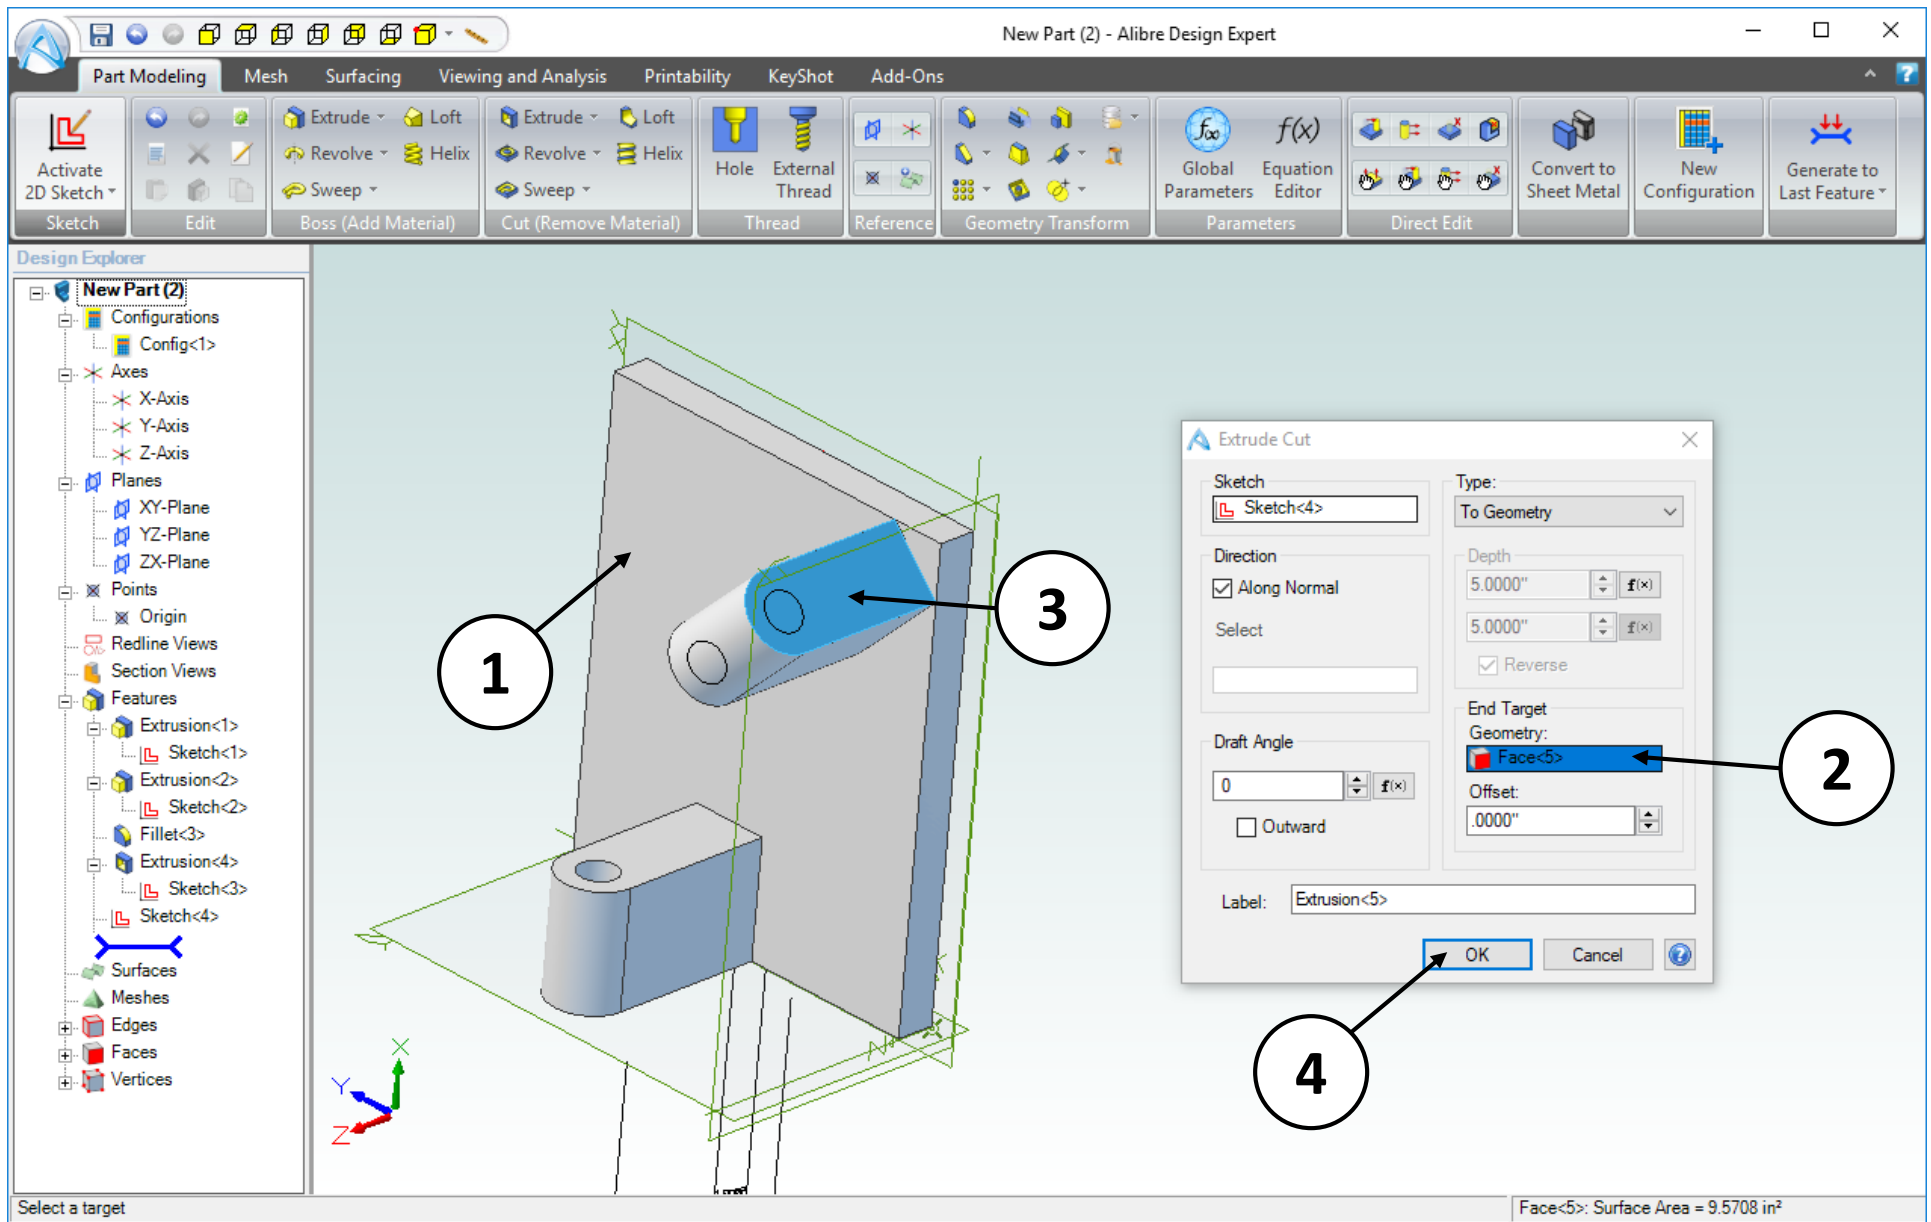 New Part (2) - Alibre Design Expert
Part Modeling Mesh Surfacing Viewing and Analysis Printability KeyShot Add-Ons
Activate
2D Sketch
Sketch
Edit
Extrude Loft
Revolve Helix
Sweep
Boss (Add Material)
Extrude Loft
Revolve Helix
Sweep
Cut (Remove Material)
Hole
External
Thread
Thread
Reference
Geometry Transform
f∞
Global
Parameters
f(x)
Equation
Editor
Parameters
Direct Edit
Convert to
Sheet Metal
New
Configuration
Generate to
Last Feature
Design Explorer
New Part (2)
Configurations
Config<1>
Axes
X-Axis
Y-Axis
Z-Axis
Planes
XY-Plane
YZ-Plane
ZX-Plane
Points
Origin
Redline Views
Section Views
Features
Extrusion<1>
Sketch<1>
Extrusion<2>
Sketch<2>
Fillet<3>
Extrusion<4>
Sketch<3>
Sketch<4>
Surfaces
Meshes
Edges
Faces
Vertices
1
3
X
Y
Z
Extrude Cut
Sketch
Sketch<4>
Direction
Along Normal
Select
Draft Angle
0 f(x)
Outward
Type:
To Geometry
Depth
5.0000" f(x)
5.0000" f(x)
Reverse
End Target
Geometry:
Face<5>
Offset:
.0000"
Label: Extrusion<5>
OK Cancel
2
4
Select a target
Face<5>: Surface Area = 9.5708 in²